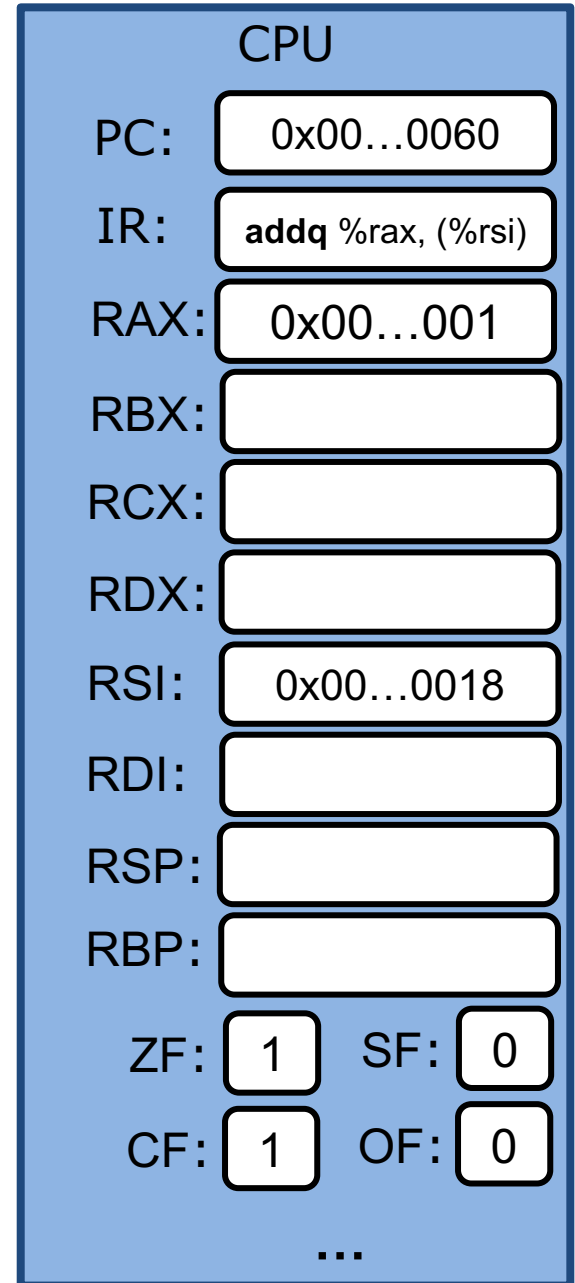 CPU
PC: 0x00...0060
IR: addq %rax, (%rsi)
RAX: 0x00...001
RBX:
RCX:
RDX:
RSI: 0x00...0018
RDI:
RSP:
RBP:
ZF: 1 SF: 0
CF: 1 OF: 0
...